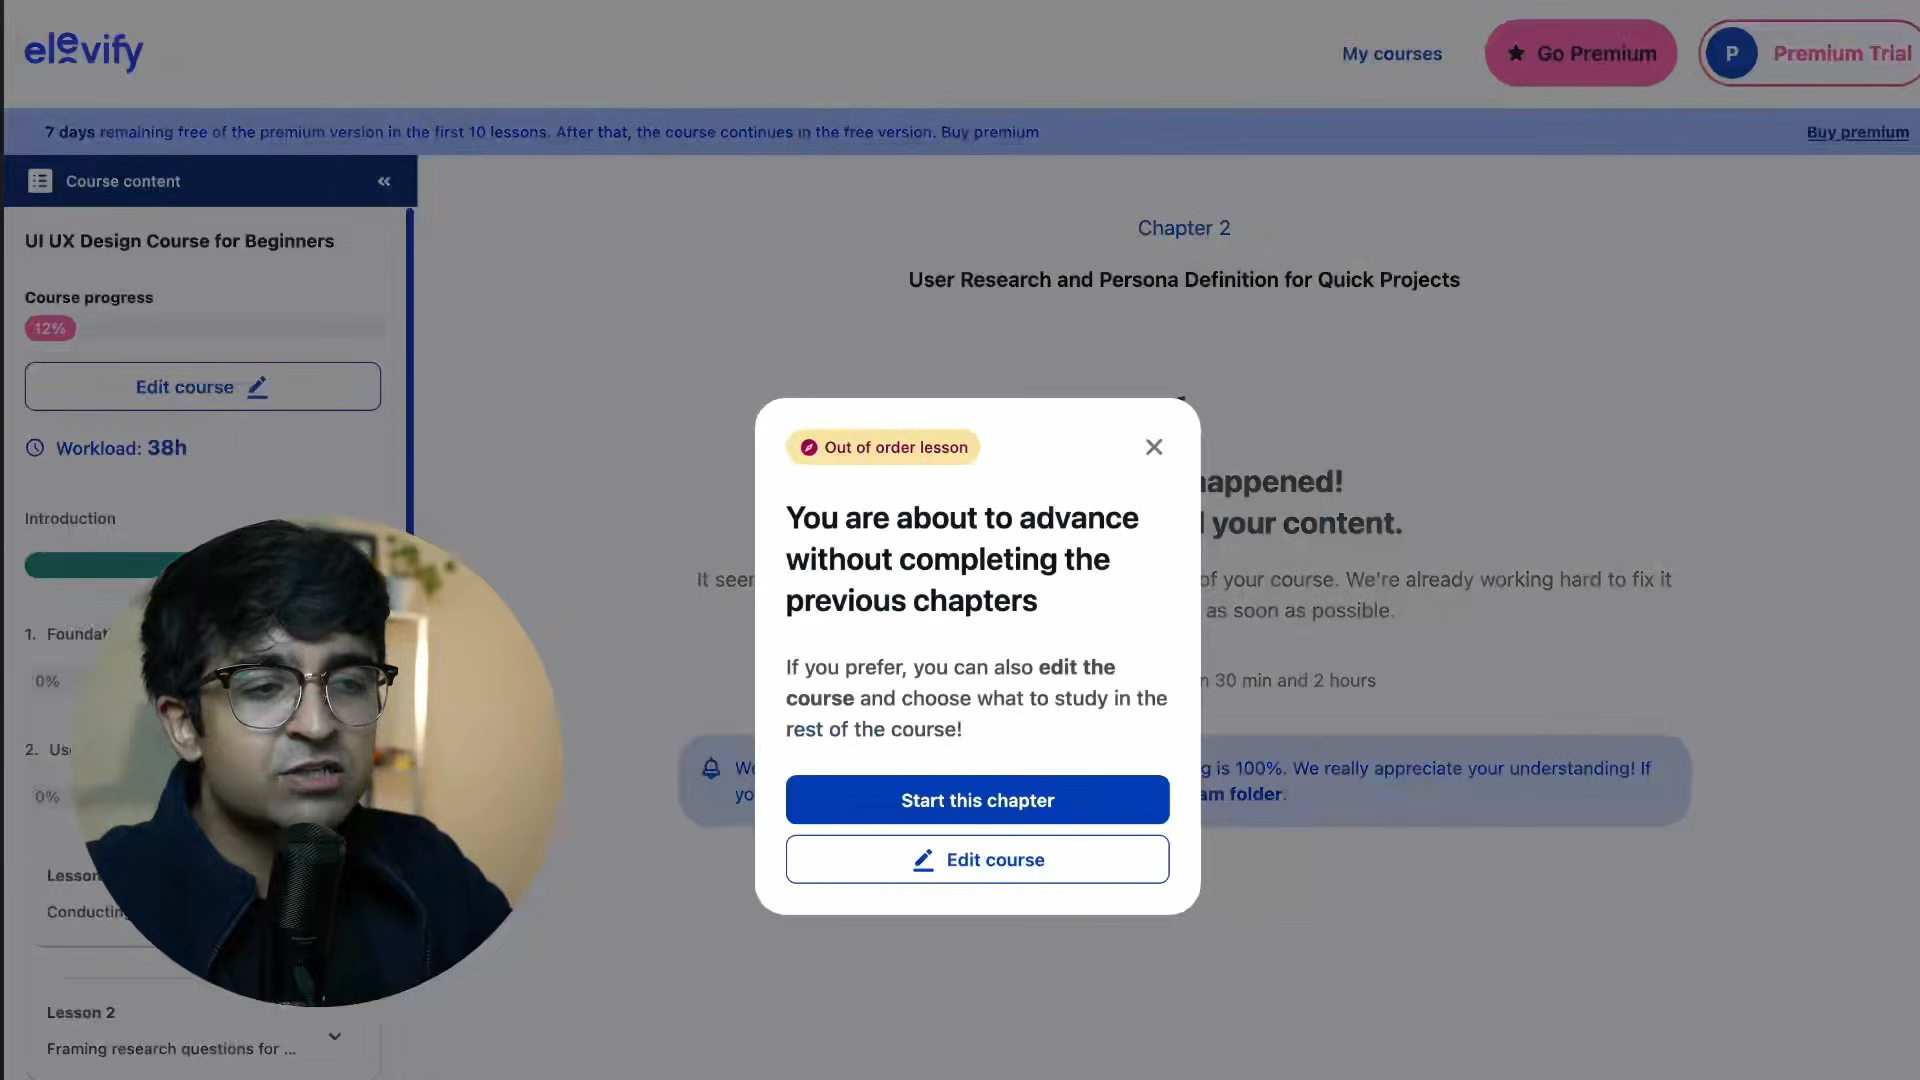 elevify
My courses
★ Go Premium
P
Premium Trial
7 days remaining free of the premium version in the first 10 lessons. After that, the course continues in the free version. Buy premium
Buy premium
Course content
UI UX Design Course for Beginners
Course progress
12%
Edit course
Workload: 38h
Introduction
1. Foundat
0%
2. Us
0%
Lesson
Conducting
Lesson 2
Framing research questions for ...
Chapter 2
User Research and Persona Definition for Quick Projects
Out of order lesson
You are about to advance
without completing the
previous chapters
If you prefer, you can also edit the
course and choose what to study in the
rest of the course!
Start this chapter
Edit course
happened!
your content.
It seem
of your course. We're already working hard to fix it
as soon as possible.
30 min and 2 hours
is 100%. We really appreciate your understanding! If
yo
folder.